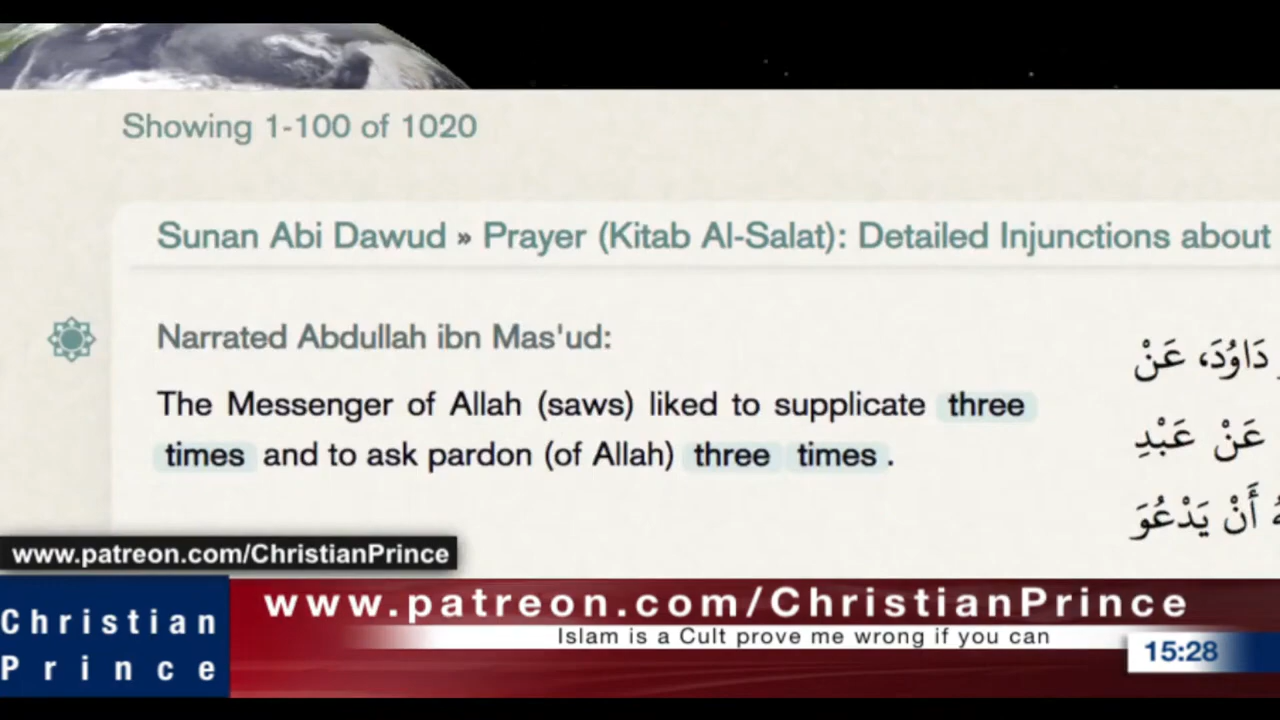 Showing 1-100 of 1020
Sunan Abi Dawud » Prayer (Kitab Al-Salat): Detailed Injunctions about
Narrated Abdullah ibn Mas'ud:
The Messenger of Allah (saws) liked to supplicate three
times and to ask pardon (of Allah) three times .
دَاوُدَ، عَنْ
عَنْ عَبْدِ
أَنْ يَدْعُوَ
www.patreon.com/ChristianPrince
Christian
Prince
www.patreon.com/ChristianPrince
Islam is a Cult prove me wrong if you can
15:28